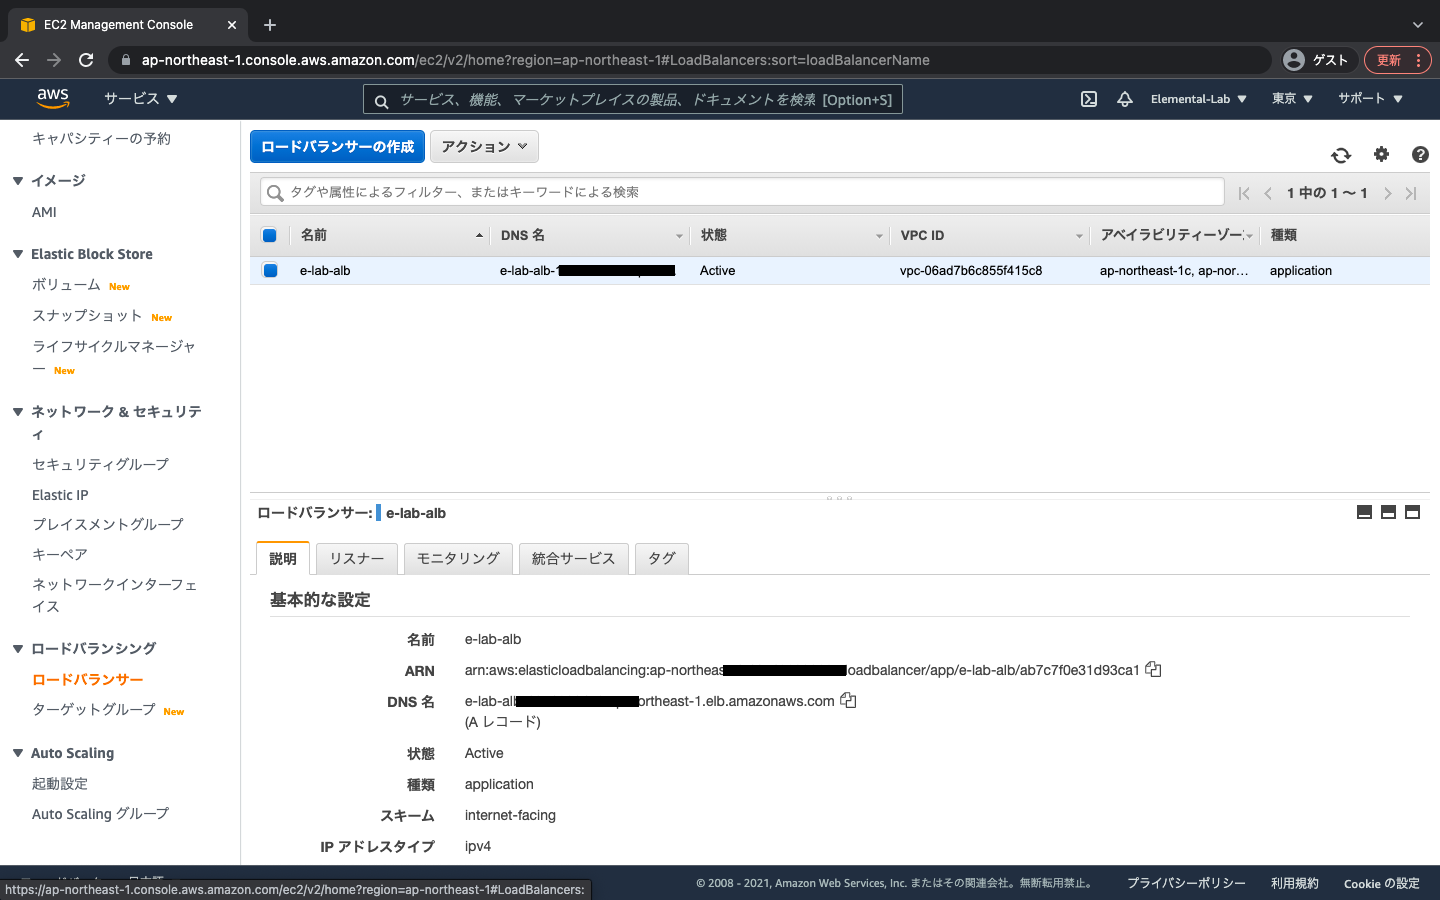 EC2 Management Console
ap-northeast-1.console.aws.amazon.com/ec2/v2/home?region=ap-northeast-1#LoadBalancers:sort=loadBalancerName
ゲスト
更新
aws
サービス
サービス、機能、マーケットプレイスの製品、ドキュメントを検索 [Option+S]
Elemental-Lab
東京
サポート
キャパシティーの予約
イメージ
AMI
Elastic Block Store
ボリューム New
スナップショット New
ライフサイクルマネージャ
ー New
ネットワーク & セキュリテ
ィ
セキュリティグループ
Elastic IP
プレイスメントグループ
キーペア
ネットワークインターフェ
イス
ロードバランシング
ロードバランサー
ターゲットグループ New
Auto Scaling
起動設定
Auto Scaling グループ
ロードバランサーの作成
アクション
タグや属性によるフィルター、またはキーワードによる検索
1 中の 1 ～ 1
名前 DNS 名 状態 VPC ID アベイラビリティーゾー 種類
e-lab-alb e-lab-alb-1 Active vpc-06ad7b6c855f415c8 ap-northeast-1c, ap-nor... application
ロードバランサー: e-lab-alb
説明 リスナー モニタリング 統合サービス タグ
基本的な設定
名前 e-lab-alb
ARN arn:aws:elasticloadbalancing:ap-northeas oadbalancer/app/e-lab-alb/ab7c7f0e31d93ca1
DNS 名 e-lab-al ortheast-1.elb.amazonaws.com
(A レコード)
状態 Active
種類 application
スキーム internet-facing
IP アドレスタイプ ipv4
https://ap-northeast-1.console.aws.amazon.com/ec2/v2/home?region=ap-northeast-1#LoadBalancers:
© 2008 - 2021, Amazon Web Services, Inc. またはその関連会社。無断転用禁止。
プライバシーポリシー
利用規約
Cookie の設定